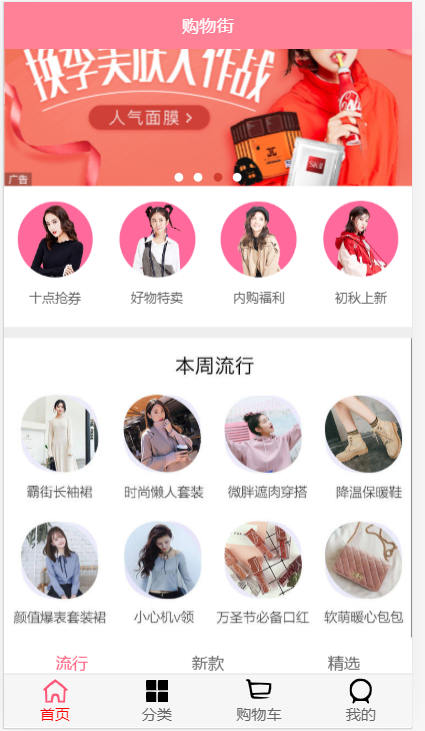 购物街
换季美肤大作战
人气面膜 >
广告
十点抢券 好物特卖 内购福利 初秋上新
本周流行
霸街长袖裙 时尚懒人套装 微胖遮肉穿搭 降温保暖鞋
颜值爆表套装裙 小心机v领 万圣节必备口红 软萌暖心包包
流行 新款 精选
首页 分类 购物车 我的